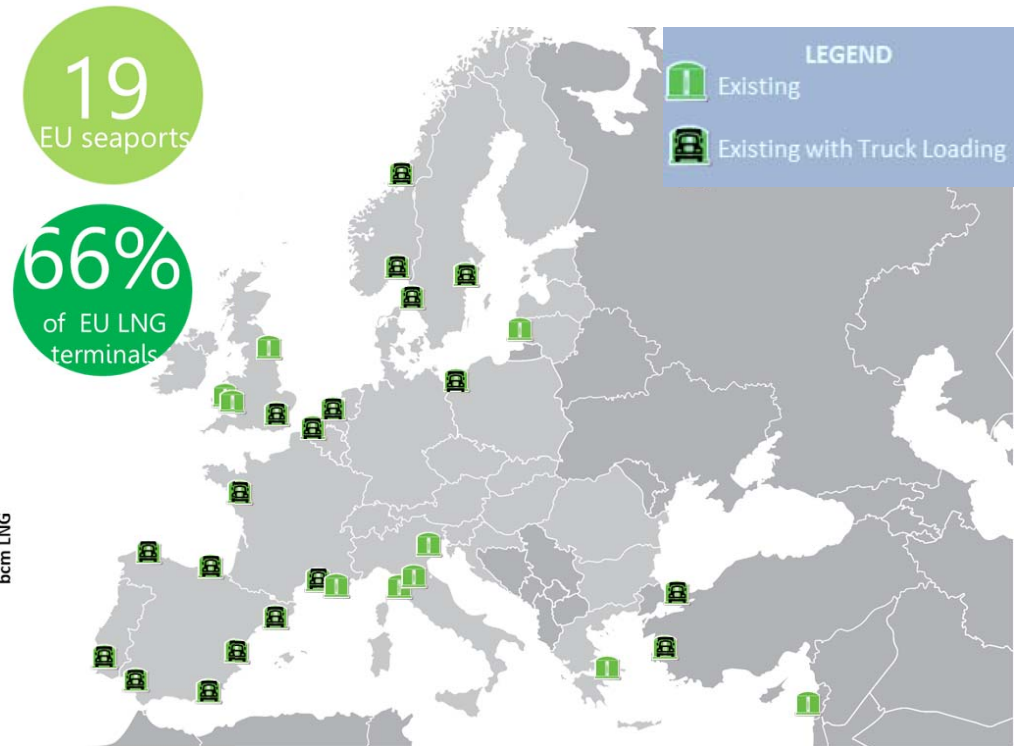 19
EU seaports
66%
of EU LNG
terminals
LEGEND
Existing
Existing with Truck Loading
bcm LNG